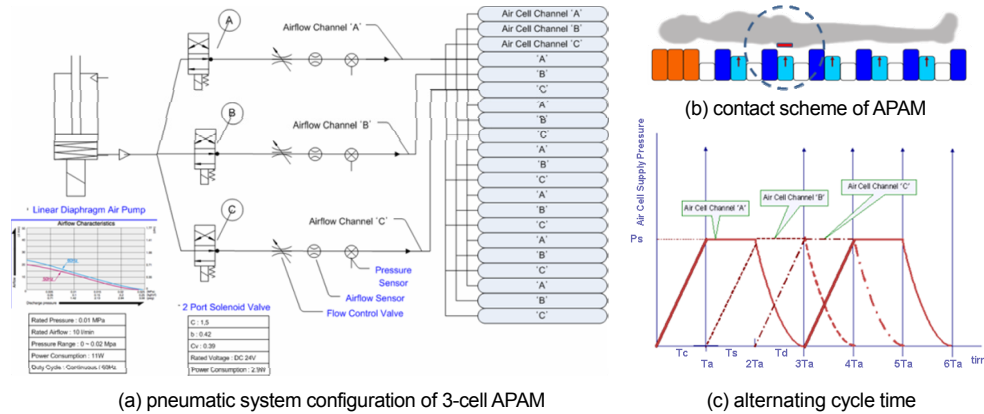 A
Airflow Channel 'A'
B
Airflow Channel 'B'
C
Airflow Channel 'C'
Pressure Sensor
Airflow Sensor
Flow Control Valve
' Linear Diaphragm Air Pump
Airflow Characteristics
Airflow
50Hz
60Hz
Discharge pressure
Rated Pressure : 0.01 MPa
Rated Airflow : 10 l/min
Pressure Range : 0 ~ 0.02 Mpa
Power Consumption : 11W
Duty Cycle : Continuous / 60Hz
' 2 Port Solenoid Valve
C : 1.5
b : 0.42
Cv : 0.39
Rated Voltage : DC 24V
Power Consumption : 2.9W
Air Cell Channel 'A'
Air Cell Channel 'B'
Air Cell Channel 'C'
'A'
'B'
'C'
'A'
'B'
'C'
'A'
'B'
'C'
'A'
'B'
'C'
'A'
'B'
'C'
'A'
'B'
'C'
(a) pneumatic system configuration of 3-cell APAM
(b) contact scheme of APAM
Air Cell Supply Pressure
Air Cell Channel 'A'
Air Cell Channel 'B'
Air Cell Channel 'C'
Ps
Tc
Ts
Td
Ta
2Ta
3Ta
4Ta
5Ta
6Ta
(c) alternating cycle time